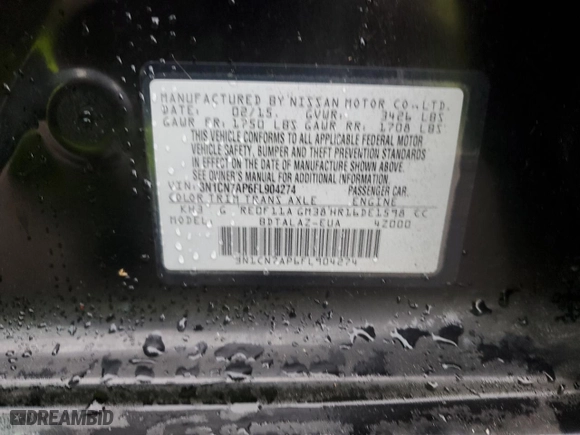 MANUFACTURED BY NISSAN MOTOR CO.,LTD.
DATE: 02/15 GVWR: 3426 LBS
GAWR FR: 1750 LBS GAWR RR: 1708 LBS
THIS VEHICLE CONFORMS TO ALL APPLICABLE FEDERAL MOTOR
VEHICLE SAFETY, BUMPER AND THEFT PREVENTION STANDARDS
IN EFFECT ON THE DATE OF MANUFACTURE SHOWN ABOVE.
SEE OWNER'S MANUAL FOR ADDITIONAL INFORMATION.
VIN: 3N1CN7AP6FL904274 PASSENGER CAR.
COLOR TRIM TRANS AXLE ENGINE
KH3 G RE0F11A GM38 HR16DE1598 CC
MODEL: BDTALAZ-EUA 42000
3N1CN7AP6FL904274
DREAMBID